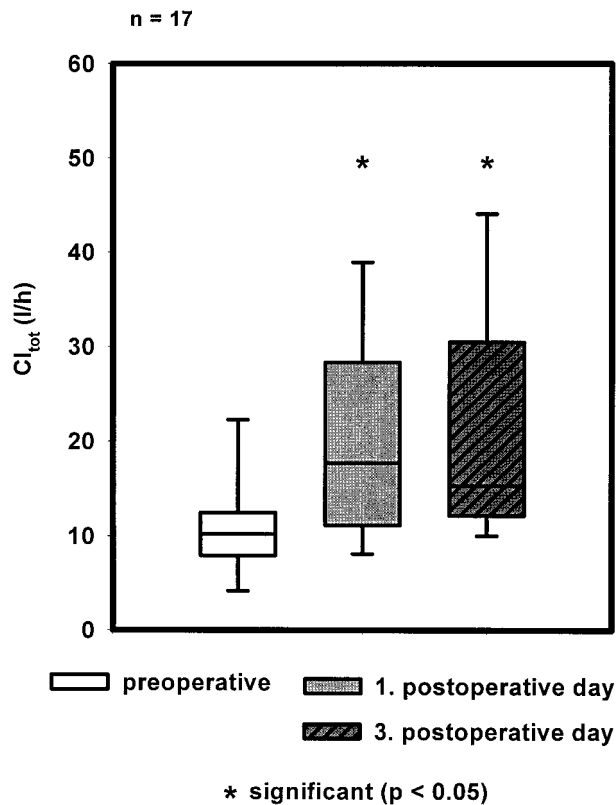 n = 17
60
50
40
30
20
10
0
Cl_tot (l/h)
* *
preoperative
1. postoperative day
3. postoperative day
* significant (p < 0.05)